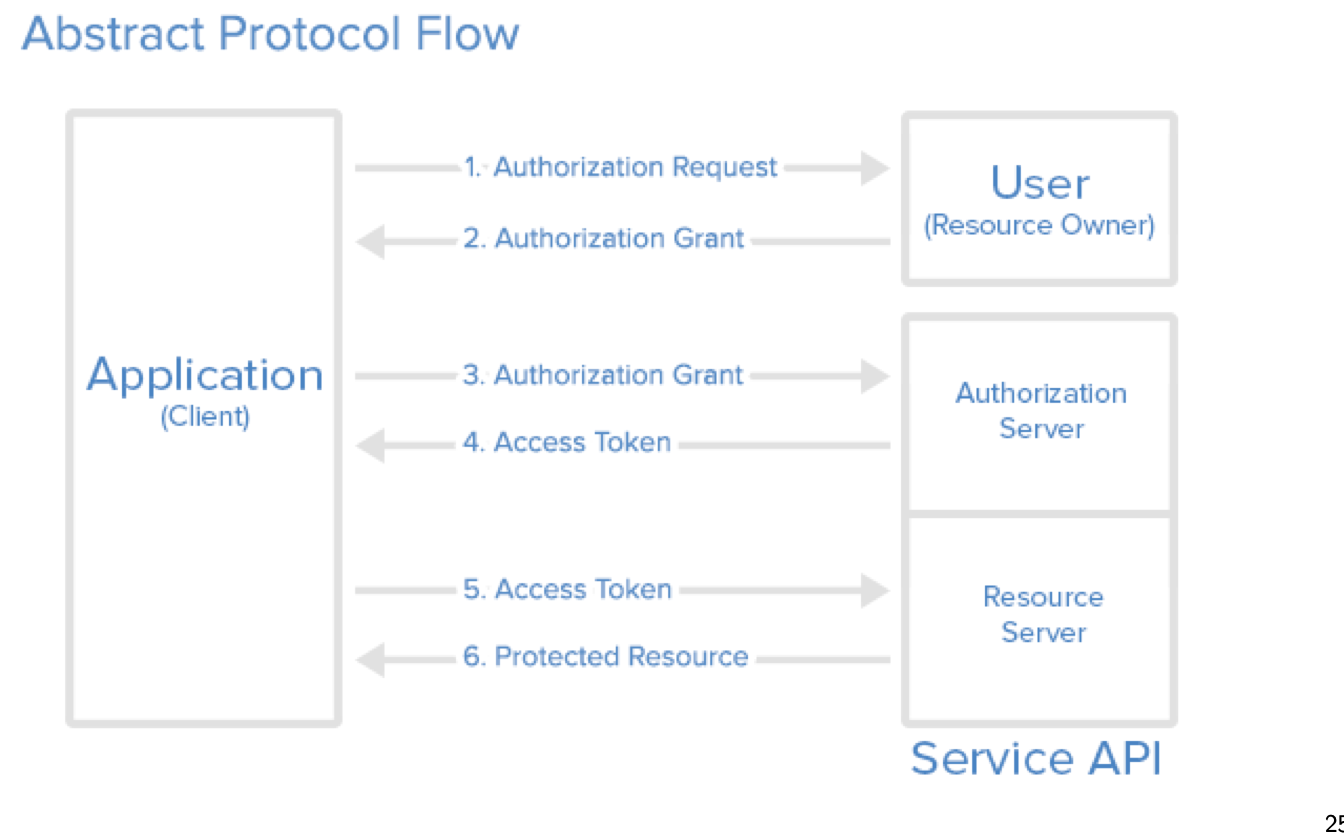 Abstract Protocol Flow
1. Authorization Request
User
(Resource Owner)
2. Authorization Grant
Application
(Client)
3. Authorization Grant
Authorization
Server
4. Access Token
5. Access Token
Resource
Server
6. Protected Resource
Service API
25